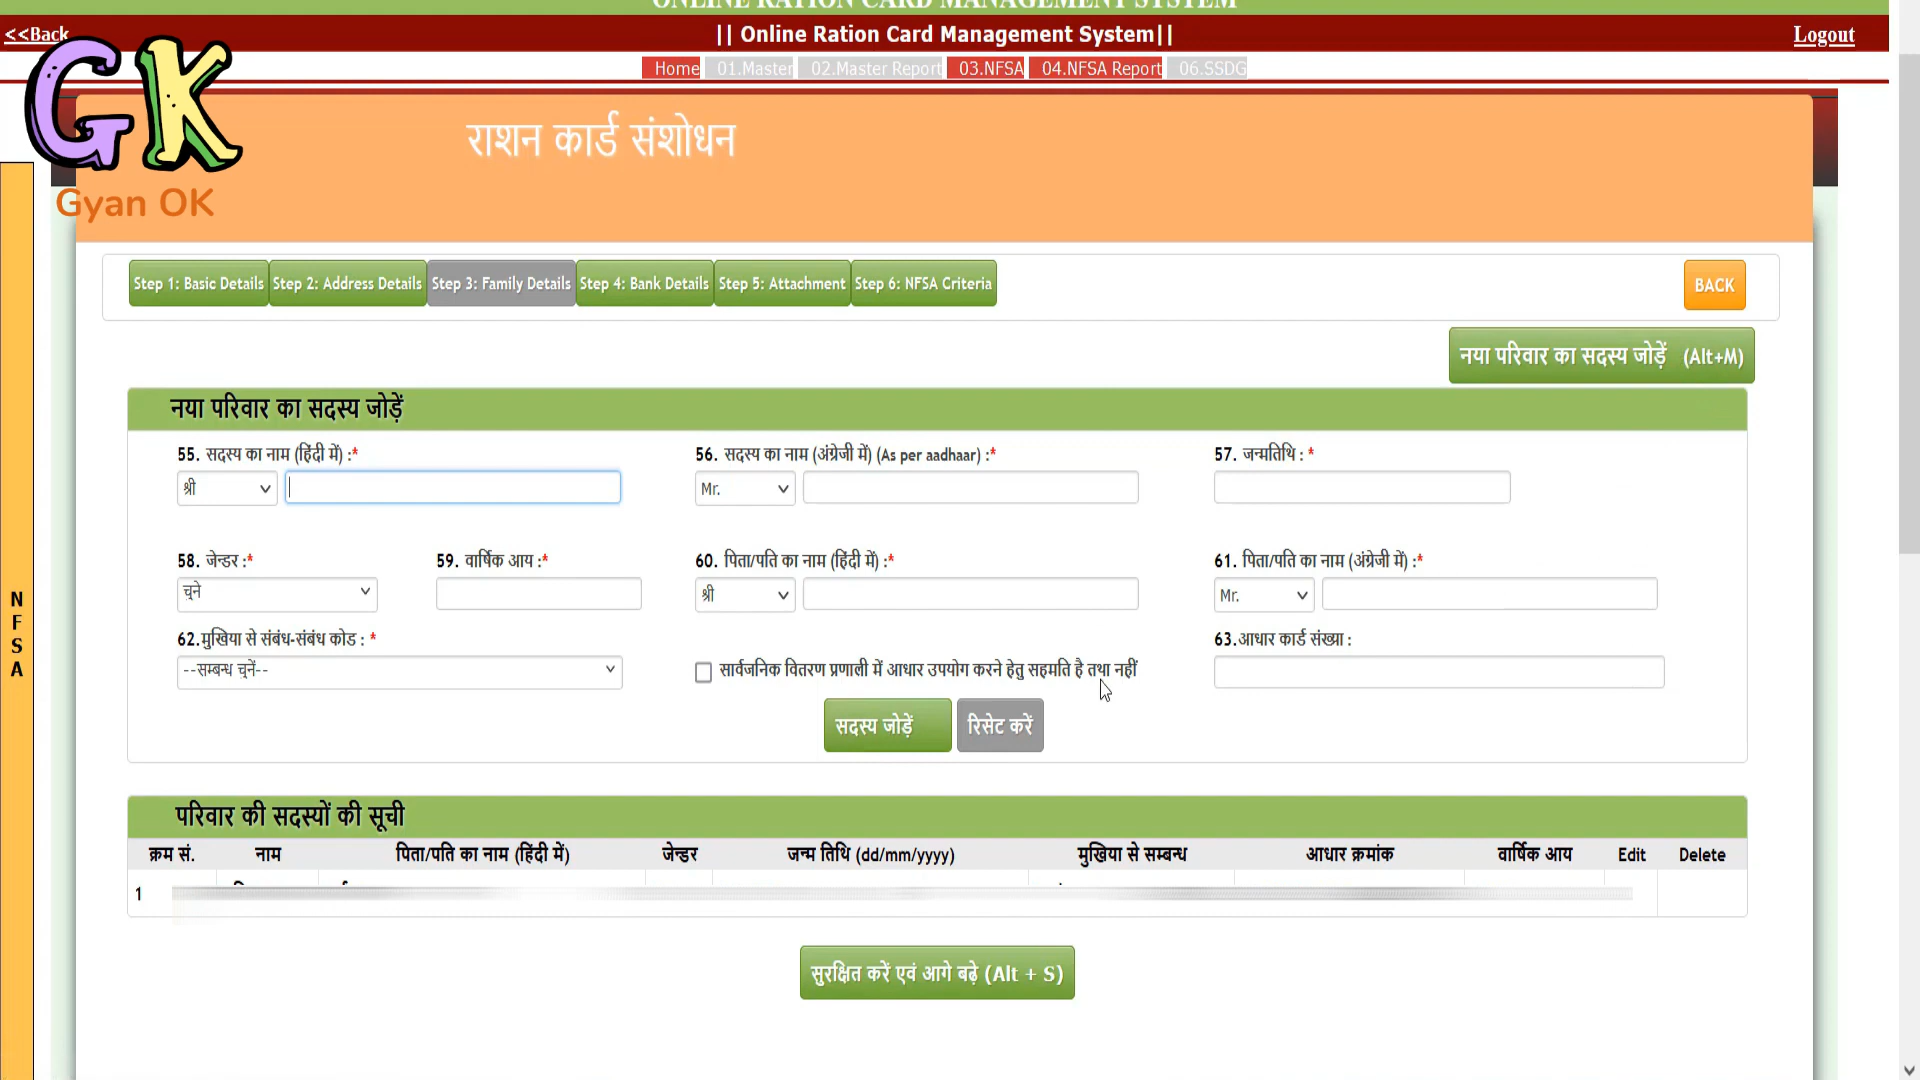 ONLINE RATION CARD MANAGEMENT SYSTEM
<<Back
|| Online Ration Card Management System||
Logout
Home 01.Master 02.Master Report 03.NFSA 04.NFSA Report 06.SSDG
GK
Gyan OK
राशन कार्ड संशोधन
Step 1: Basic Details Step 2: Address Details Step 3: Family Details Step 4: Bank Details Step 5: Attachment Step 6: NFSA Criteria
BACK
नया परिवार का सदस्य जोड़ें (Alt+M)
नया परिवार का सदस्य जोड़ें
55. सदस्य का नाम (हिंदी में) :* 56. सदस्य का नाम (अंग्रेजी में) (As per aadhaar) :* 57. जन्मतिथि : *
श्री Mr.
58. जेन्डर :* 59. वार्षिक आय :* 60. पिता/पति का नाम (हिंदी में) :* 61. पिता/पति का नाम (अंग्रेजी में) :*
चुने श्री Mr.
62.मुखिया से संबंध-संबंध कोड : * 63.आधार कार्ड संख्या :
--सम्बन्ध चुनें-- सार्वजनिक वितरण प्रणाली में आधार उपयोग करने हेतु सहमति है तथा नहीं
सदस्य जोड़ें रिसेट करें
परिवार की सदस्यों की सूची
क्रम सं. नाम पिता/पति का नाम (हिंदी में) जेन्डर जन्म तिथि (dd/mm/yyyy) मुखिया से सम्बन्ध आधार क्रमांक वार्षिक आय Edit Delete
1
सुरक्षित करें एवं आगे बढ़े (Alt + S)
N
F
S
A